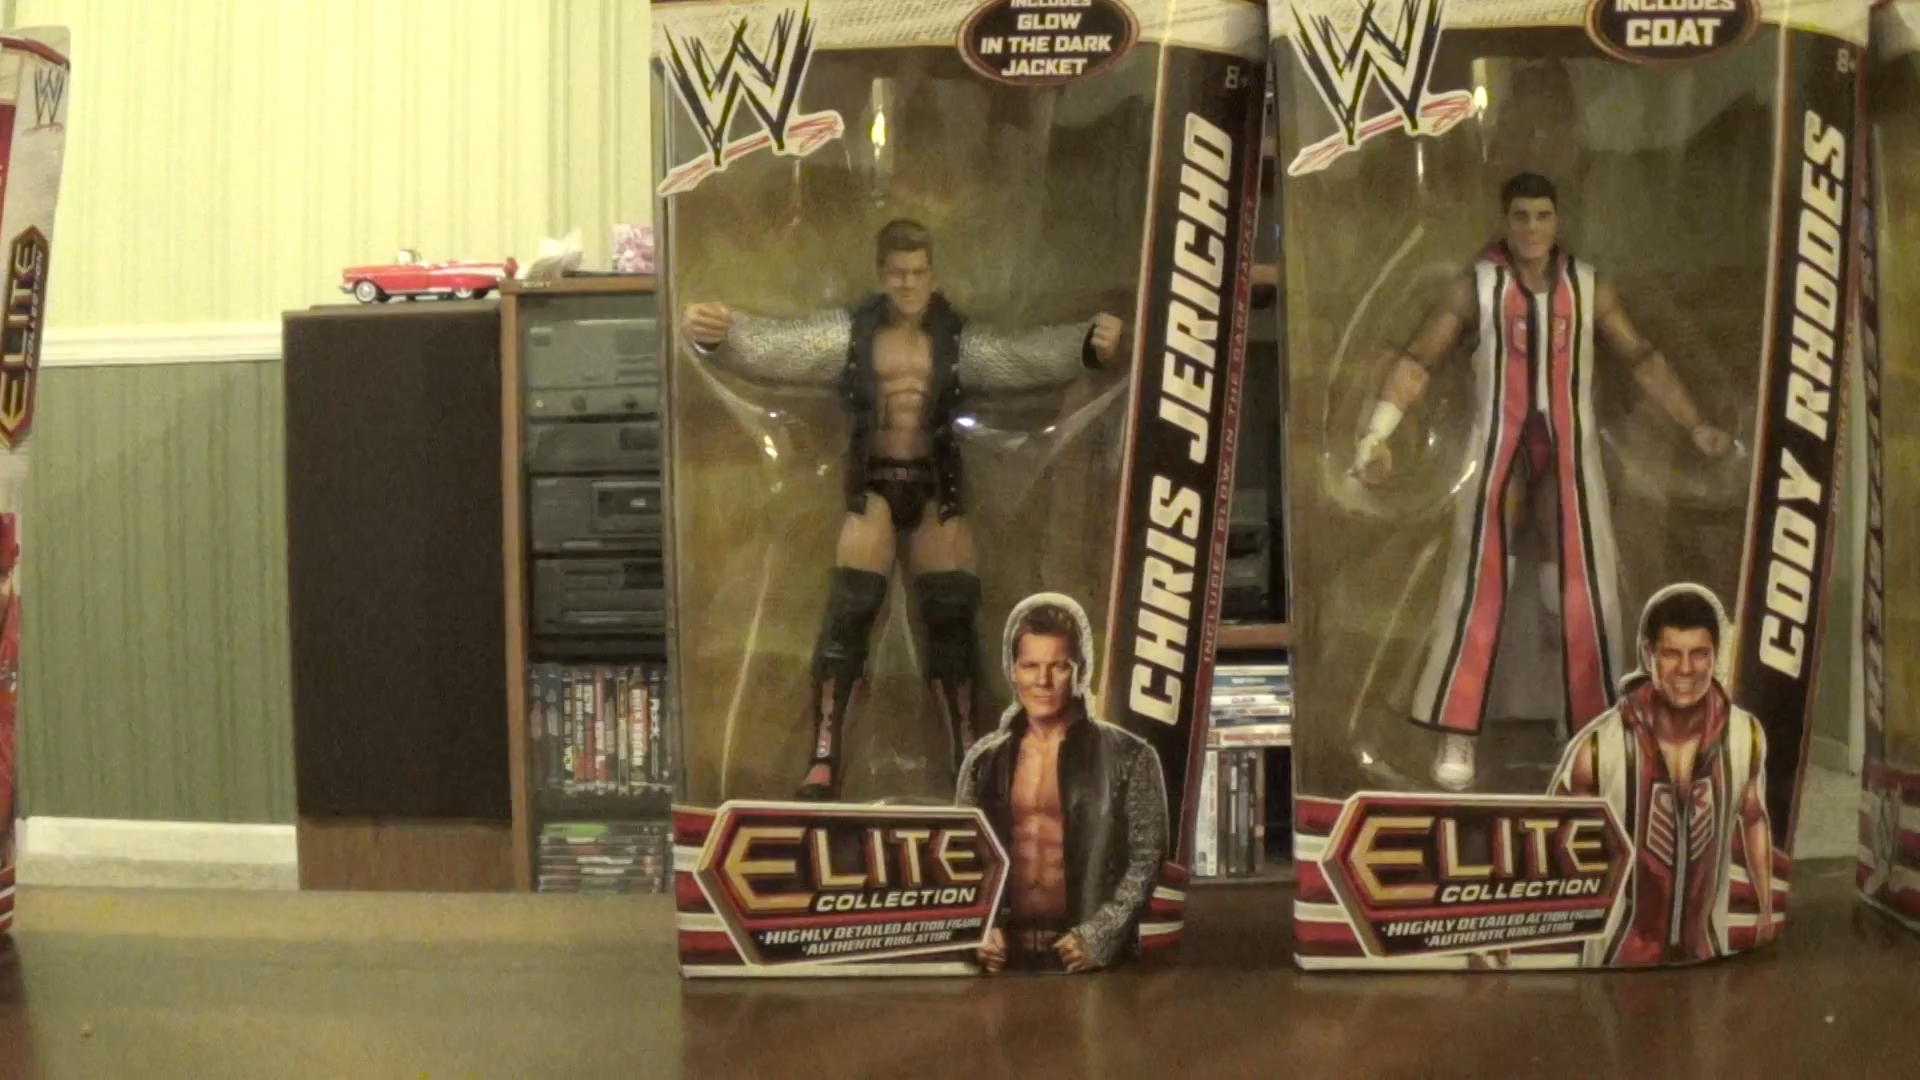 INCLUDES
GLOW
IN THE DARK
JACKET
W
8+
CHRIS JERICHO
INCLUDES GLOW IN THE DARK JACKET
ELITE
COLLECTION
•HIGHLY DETAILED ACTION FIGURE
•AUTHENTIC RING ATTIRE
INCLUDES
COAT
W
8+
CODY RHODES
ELITE
COLLECTION
•HIGHLY DETAILED ACTION FIGURE
•AUTHENTIC RING ATTIRE
W
ELITE
COLLECTION